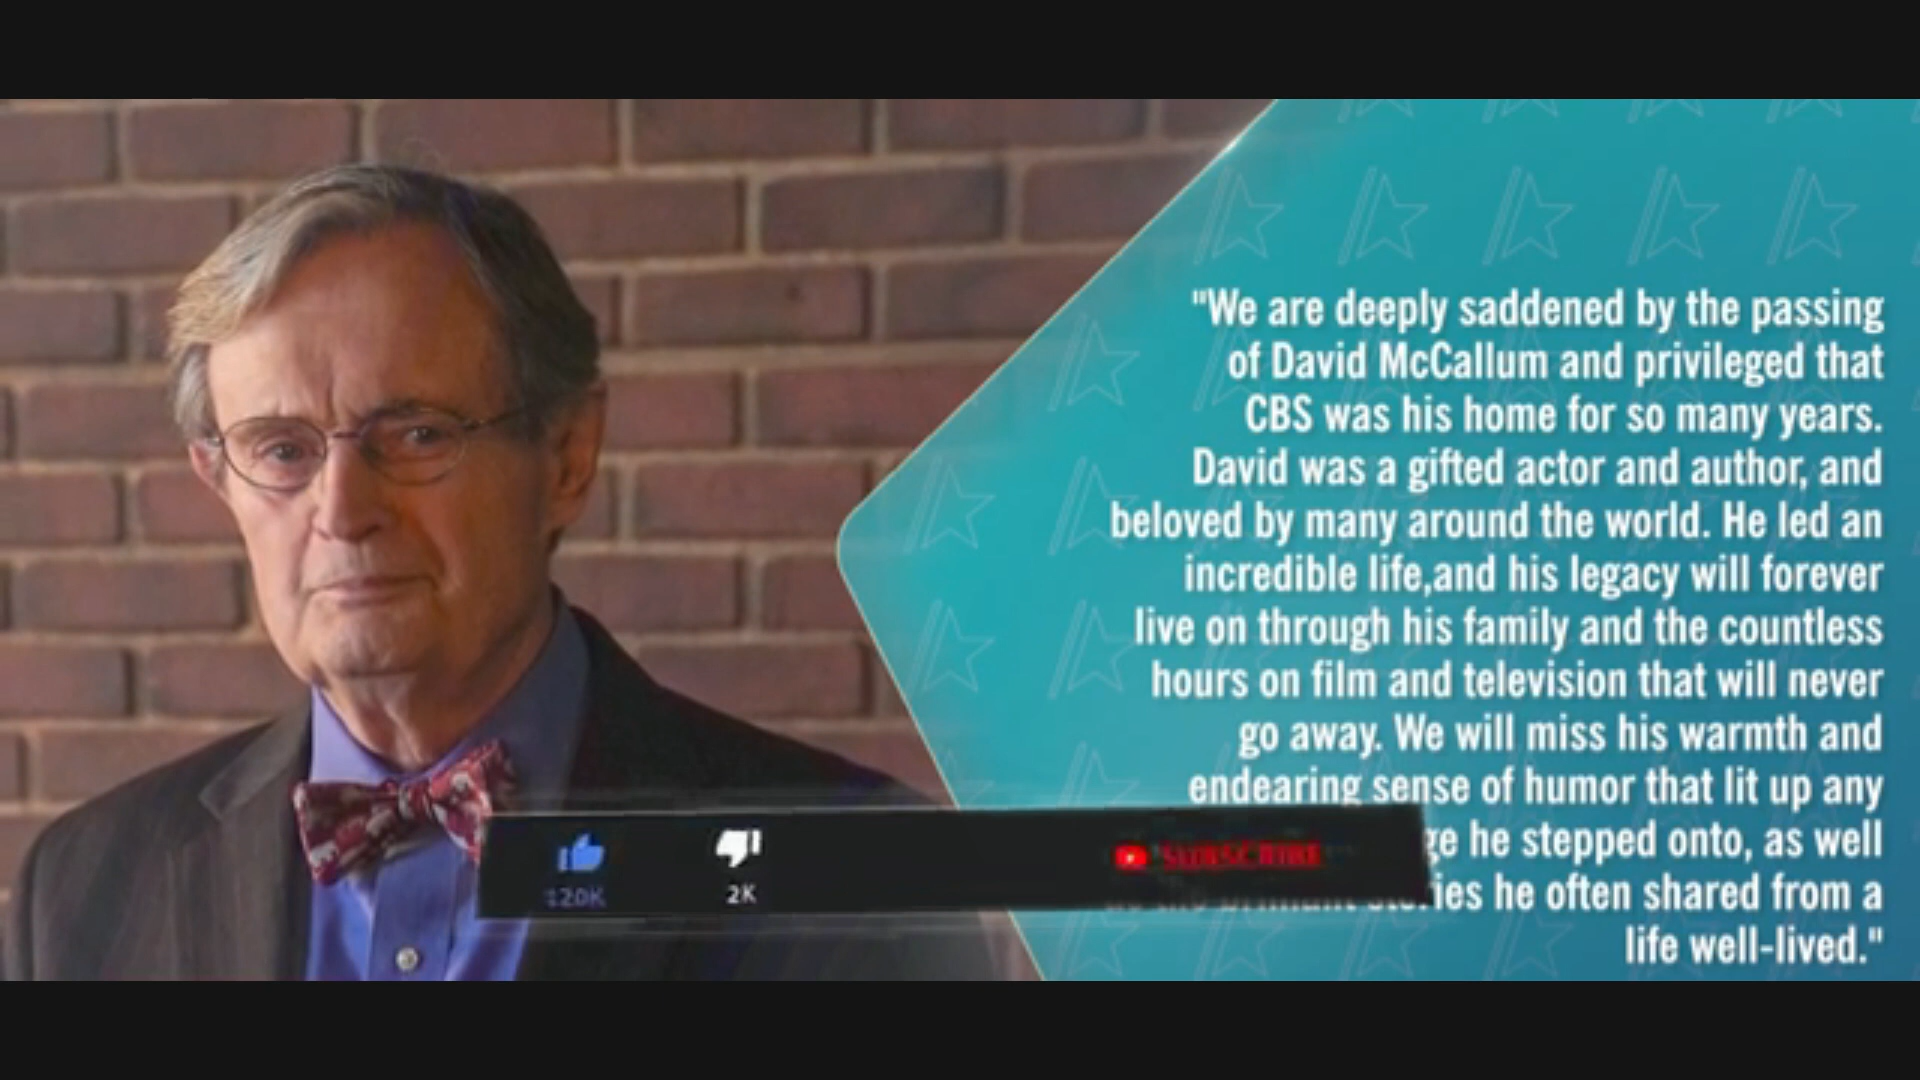 "We are deeply saddened by the passing
of David McCallum and privileged that
CBS was his home for so many years.
David was a gifted actor and author, and
beloved by many around the world. He led an
incredible life,and his legacy will forever
live on through his family and the countless
hours on film and television that will never
go away. We will miss his warmth and
endearing sense of humor that lit up any
he stepped onto, as well
he often shared from a
life well-lived."
120K
2K
SUBSCRIBE